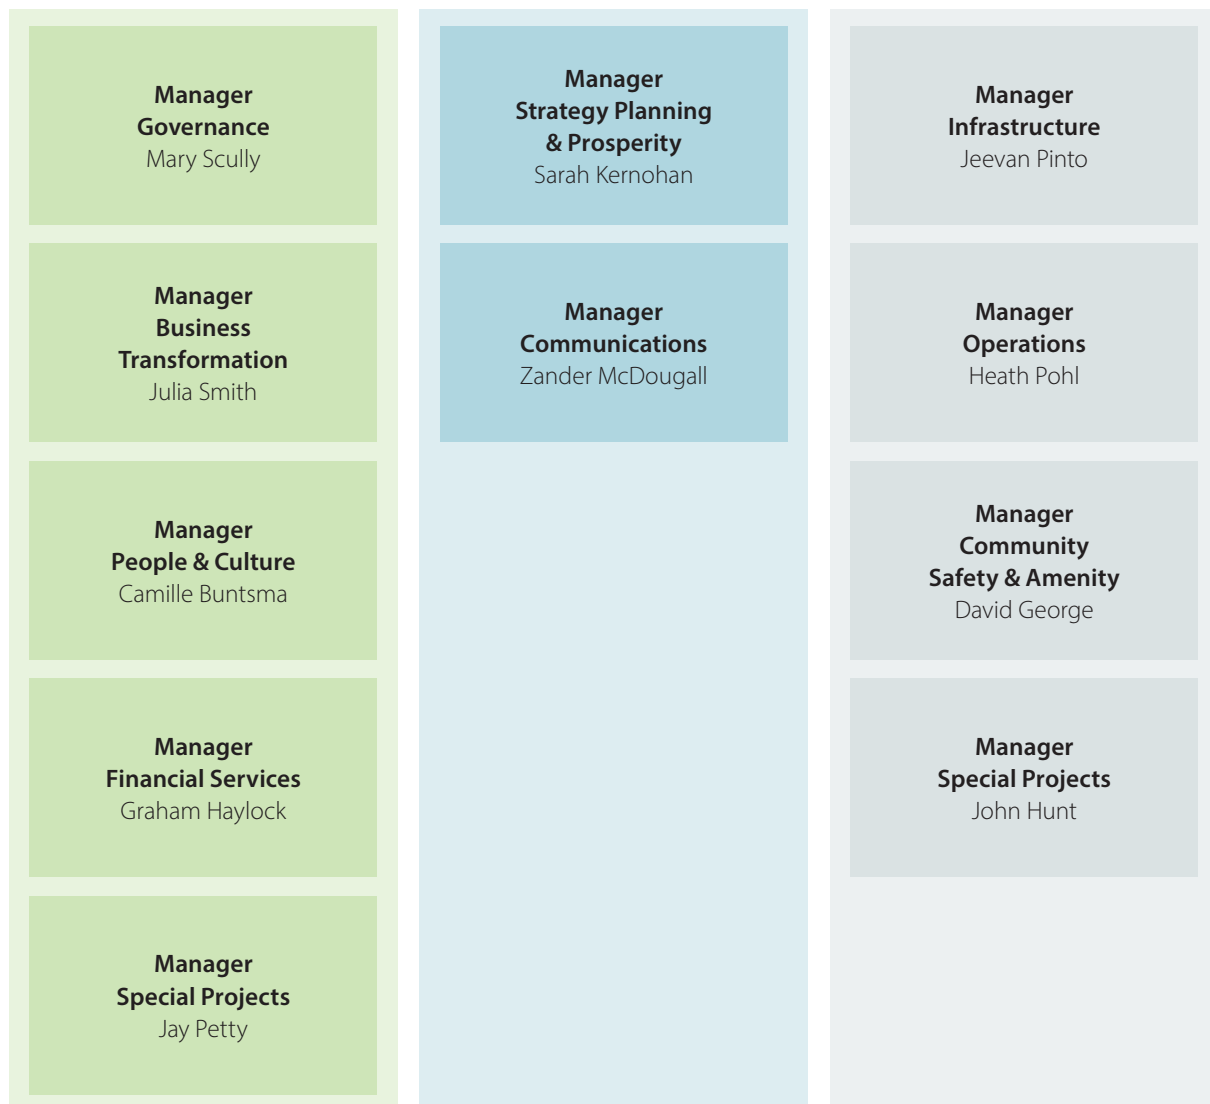 Manager
Governance
Mary Scully
Manager
Business
Transformation
Julia Smith
Manager
People & Culture
Camille Buntsma
Manager
Financial Services
Graham Haylock
Manager
Special Projects
Jay Petty
Manager
Strategy Planning
& Prosperity
Sarah Kernohan
Manager
Communications
Zander McDougall
Manager
Infrastructure
Jeevan Pinto
Manager
Operations
Heath Pohl
Manager
Community
Safety & Amenity
David George
Manager
Special Projects
John Hunt